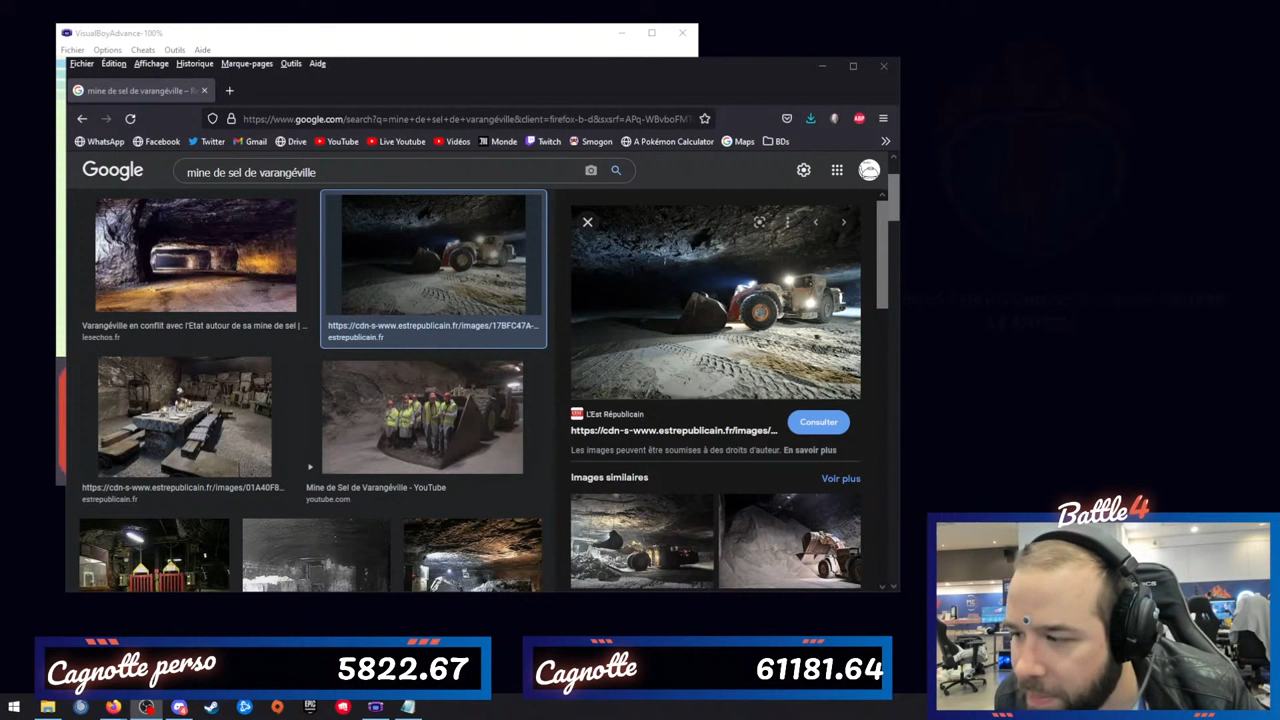 VisualBoyAdvance-100%
Fichier Options Cheats Outils Aide
Fichier Édition Affichage Historique Marque-pages Outils Aide
mine de sel de varangéville – R
https://www.google.com/search?q=mine+de+sel+de+varangéville&client=firefox-b-d&sxsrf=APq-WBvboFM
WhatsApp Facebook Twitter Gmail Drive YouTube Live Youtube Vidéos Monde Twitch Smogon A Pokémon Calculator Maps BDs
Google mine de sel de varangéville
Varangéville en conflit avec l'Etat autour de sa mine de sel | ...
lesechos.fr
https://cdn-s-www.estrepublicain.fr/images/17BFC47A-...
estrepublicain.fr
L'Est Républicain
https://cdn-s-www.estrepublicain.fr/images/...
Consulter
Les images peuvent être soumises à des droits d'auteur. En savoir plus
Images similaires
Voir plus
https://cdn-s-www.estrepublicain.fr/images/01A40F8...
estrepublicain.fr
Mine de Sel de Varangéville - YouTube
youtube.com
Battle4
Cagnotte perso 5822.67
Cagnotte 61181.64